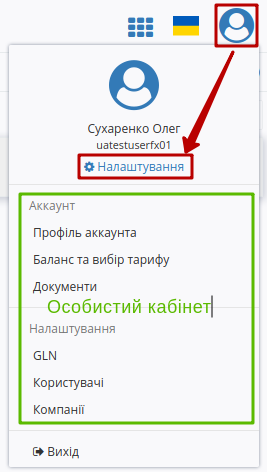 Сухаренко Олег
uatestuserfx01
Налаштування
Аккаунт
Профіль аккаунта
Баланс та вибір тарифу
Документи
Особистий кабінет
Налаштування
GLN
Користувачі
Компанії
Вихід